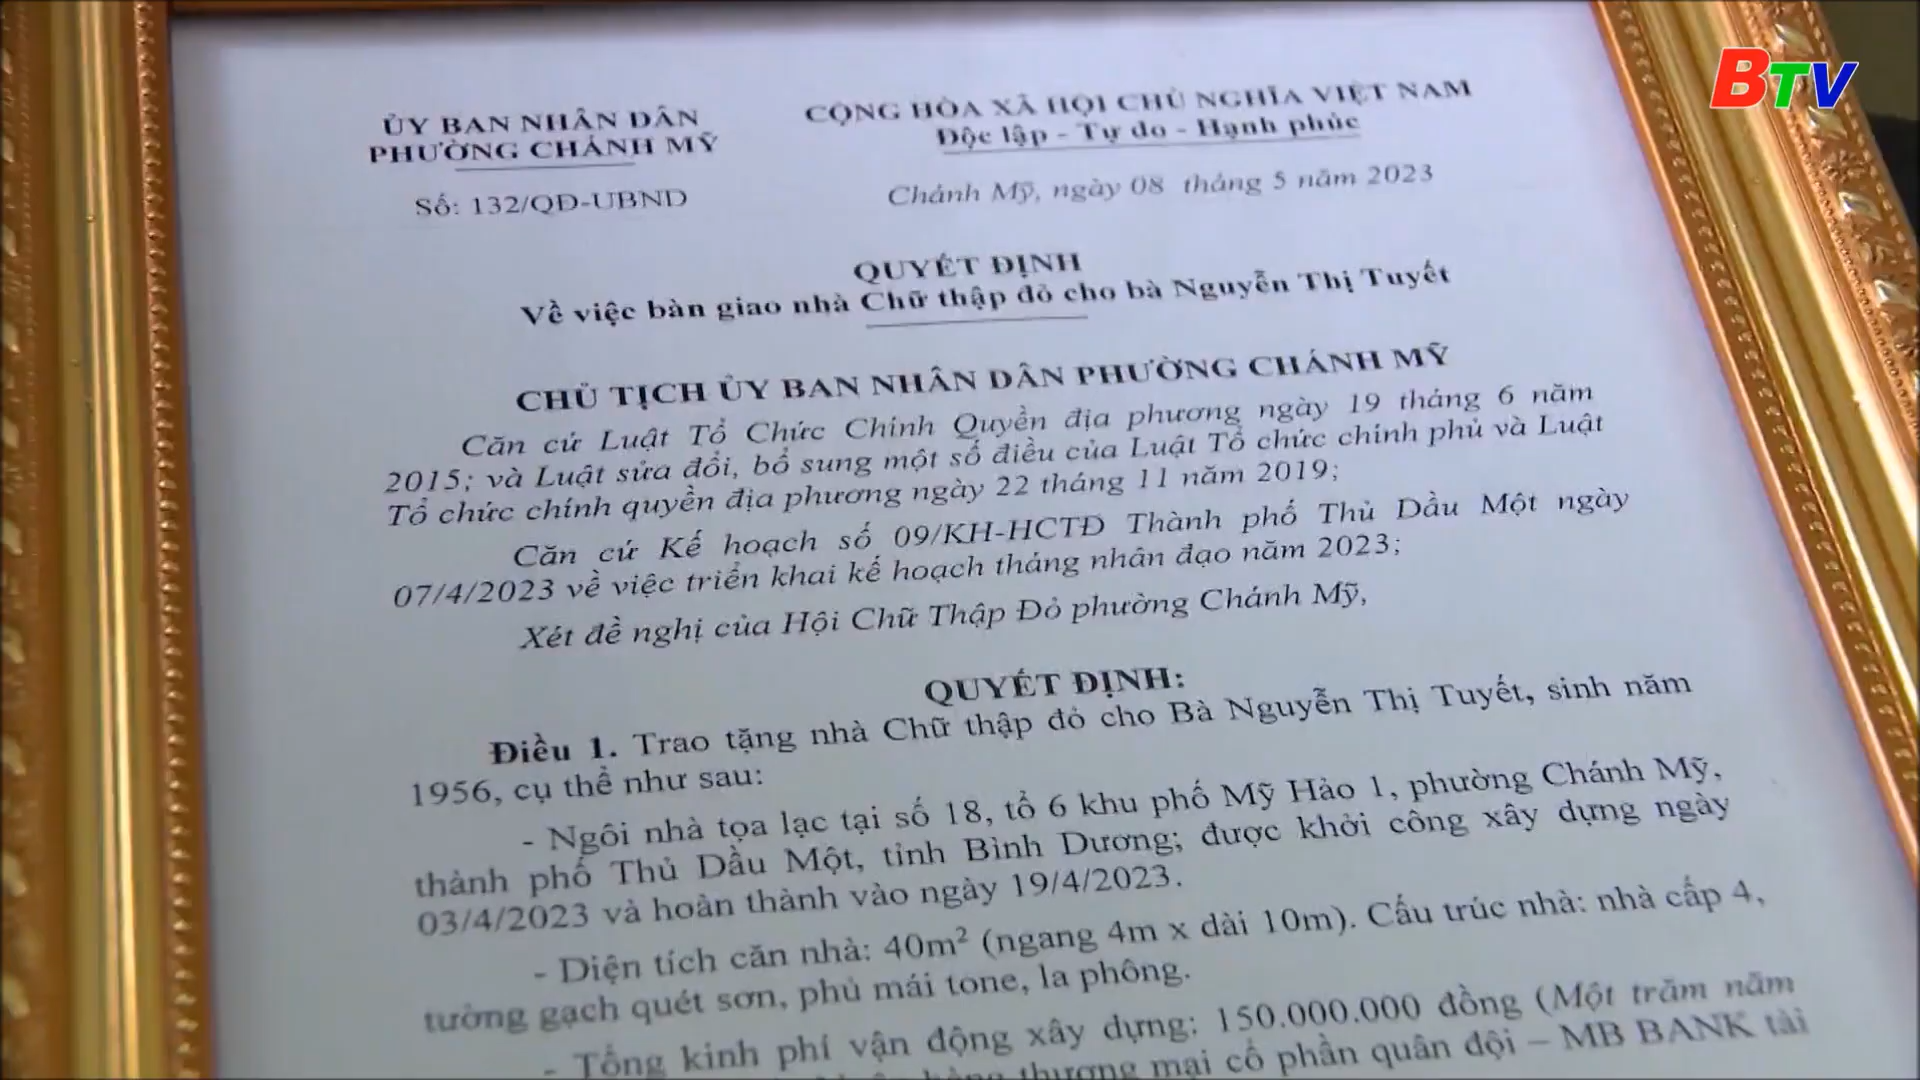 BTV
ỦY BAN NHÂN DÂN
PHƯỜNG CHÁNH MỸ
Số: 132/QĐ-UBND
CỘNG HÒA XÃ HỘI CHỦ NGHĨA VIỆT NAM
Độc lập - Tự do - Hạnh phúc
Chánh Mỹ, ngày 08 tháng 5 năm 2023
QUYẾT ĐỊNH
Về việc bàn giao nhà Chữ thập đỏ cho bà Nguyễn Thị Tuyết
CHỦ TỊCH ỦY BAN NHÂN DÂN PHƯỜNG CHÁNH MỸ
Căn cứ Luật Tổ Chức Chính Quyền địa phương ngày 19 tháng 6 năm
2015; và Luật sửa đổi, bổ sung một số điều của Luật Tổ chức chính phủ và Luật
Tổ chức chính quyền địa phương ngày 22 tháng 11 năm 2019;
Căn cứ Kế hoạch số 09/KH-HCTĐ Thành phố Thủ Dầu Một ngày
07/4/2023 về việc triển khai kế hoạch tháng nhân đạo năm 2023;
Xét đề nghị của Hội Chữ Thập Đỏ phường Chánh Mỹ,
QUYẾT ĐỊNH:
Điều 1. Trao tặng nhà Chữ thập đỏ cho Bà Nguyễn Thị Tuyết, sinh năm
1956, cụ thể như sau:
- Ngôi nhà tọa lạc tại số 18, tổ 6 khu phố Mỹ Hảo 1, phường Chánh Mỹ,
thành phố Thủ Dầu Một, tỉnh Bình Dương; được khởi công xây dựng ngày
03/4/2023 và hoàn thành vào ngày 19/4/2023.
- Diện tích căn nhà: 40m² (ngang 4m x dài 10m). Cấu trúc nhà: nhà cấp 4,
tường gạch quét sơn, phủ mái tone, la phông.
- Tổng kinh phí vận động xây dựng: 150.000.000 đồng (Một trăm năm
hàng thương mại cổ phần quân đội – MB BANK tài